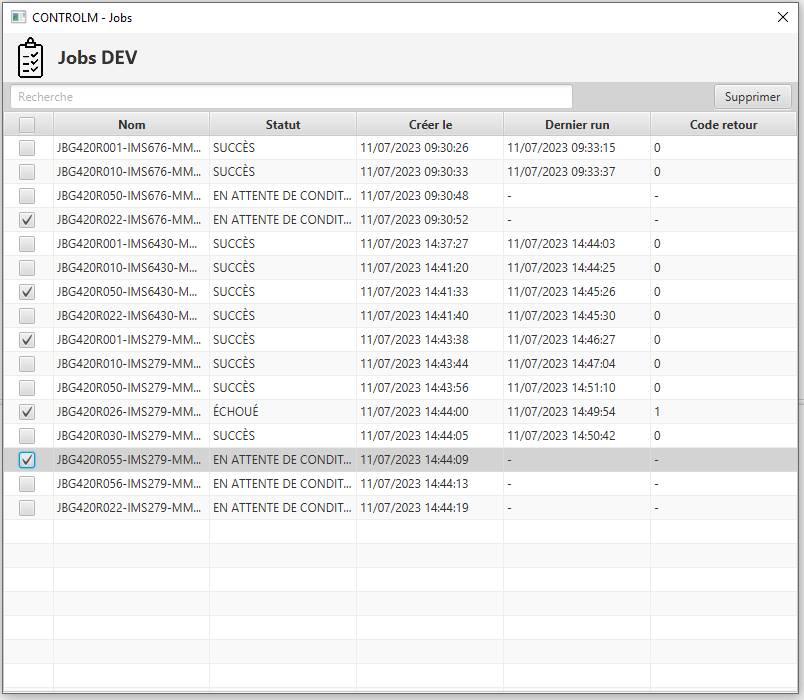 CONTROLM - Jobs
Jobs DEV
Recherche
Supprimer
Nom Statut Créer le Dernier run Code retour
JBG420R001-IMS676-MM... SUCCÈS 11/07/2023 09:30:26 11/07/2023 09:33:15 0
JBG420R010-IMS676-MM... SUCCÈS 11/07/2023 09:30:33 11/07/2023 09:33:37 0
JBG420R050-IMS676-MM... EN ATTENTE DE CONDIT... 11/07/2023 09:30:48 - -
JBG420R022-IMS676-MM... EN ATTENTE DE CONDIT... 11/07/2023 09:30:52 - -
JBG420R001-IMS6430-M... SUCCÈS 11/07/2023 14:37:27 11/07/2023 14:44:03 0
JBG420R010-IMS6430-M... SUCCÈS 11/07/2023 14:41:20 11/07/2023 14:44:25 0
JBG420R050-IMS6430-M... SUCCÈS 11/07/2023 14:41:33 11/07/2023 14:45:26 0
JBG420R022-IMS6430-M... SUCCÈS 11/07/2023 14:41:40 11/07/2023 14:45:30 0
JBG420R001-IMS279-MM... SUCCÈS 11/07/2023 14:43:38 11/07/2023 14:46:27 0
JBG420R010-IMS279-MM... SUCCÈS 11/07/2023 14:43:44 11/07/2023 14:47:04 0
JBG420R050-IMS279-MM... SUCCÈS 11/07/2023 14:43:56 11/07/2023 14:51:10 0
JBG420R026-IMS279-MM... ÉCHOUÉ 11/07/2023 14:44:00 11/07/2023 14:49:54 1
JBG420R030-IMS279-MM... SUCCÈS 11/07/2023 14:44:05 11/07/2023 14:50:42 0
JBG420R055-IMS279-MM... EN ATTENTE DE CONDIT... 11/07/2023 14:44:09 - -
JBG420R056-IMS279-MM... EN ATTENTE DE CONDIT... 11/07/2023 14:44:13 - -
JBG420R022-IMS279-MM... EN ATTENTE DE CONDIT... 11/07/2023 14:44:19 - -